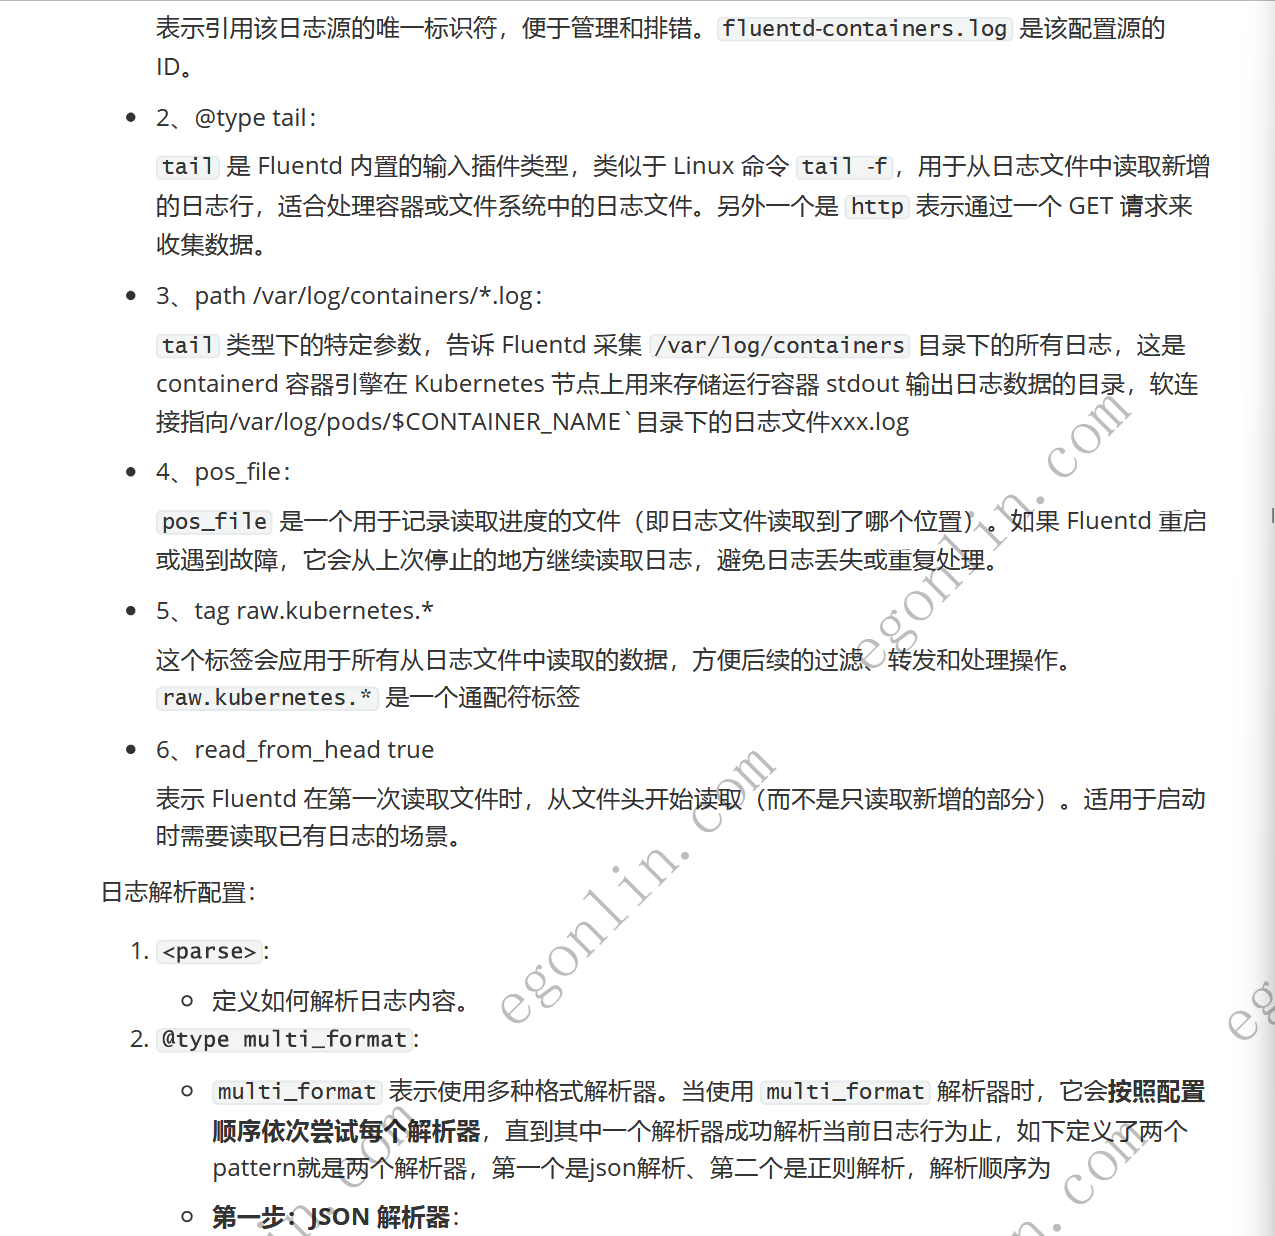 表示引用该日志源的唯一标识符，便于管理和排错。fluentd-containers.log 是该配置源的
ID。
2、@type tail：
tail 是 Fluentd 内置的输入插件类型，类似于 Linux 命令 tail -f，用于从日志文件中读取新增
的日志行，适合处理容器或文件系统中的日志文件。另外一个是 http 表示通过一个 GET 请求来
收集数据。
3、path /var/log/containers/*.log：
tail 类型下的特定参数，告诉 Fluentd 采集 /var/log/containers 目录下的所有日志，这是
containerd 容器引擎在 Kubernetes 节点上用来存储运行容器 stdout 输出日志数据的目录，软连
接指向/var/log/pods/$CONTAINER_NAME`目录下的日志文件xxx.log
4、pos_file：
pos_file 是一个用于记录读取进度的文件（即日志文件读取到了哪个位置）。如果 Fluentd 重启
或遇到故障，它会从上次停止的地方继续读取日志，避免日志丢失或重复处理。
5、tag raw.kubernetes.*
这个标签会应用于所有从日志文件中读取的数据，方便后续的过滤、转发和处理操作。
raw.kubernetes.* 是一个通配符标签
6、read_from_head true
表示 Fluentd 在第一次读取文件时，从文件头开始读取（而不是只读取新增的部分）。适用于启动
时需要读取已有日志的场景。
日志解析配置：
1. <parse>：
定义如何解析日志内容。
2. @type multi_format：
multi_format 表示使用多种格式解析器。当使用 multi_format 解析器时，它会按照配置
顺序依次尝试每个解析器，直到其中一个解析器成功解析当前日志行为止，如下定义了两个
pattern就是两个解析器，第一个是json解析、第二个是正则解析，解析顺序为
第一步：JSON 解析器：
egonlin.com
egonlin.com
eg
in.com
n.com